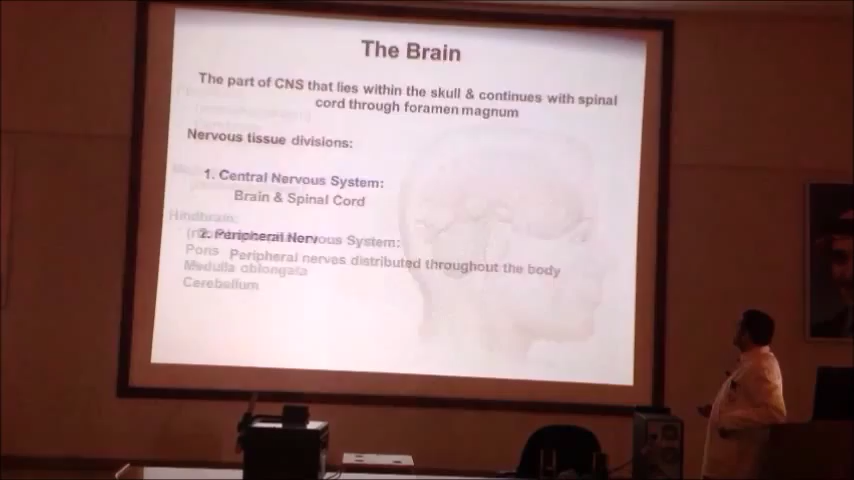 The Brain
The part of CNS that lies within the skull & continues with spinal
cord through foramen magnum
Nervous tissue divisions:
1. Central Nervous System:
Brain & Spinal Cord
Hindbrain:
2. Peripheral Nervous System:
Pons
Peripheral nerves distributed throughout the body
Medulla oblongata
Cerebellum